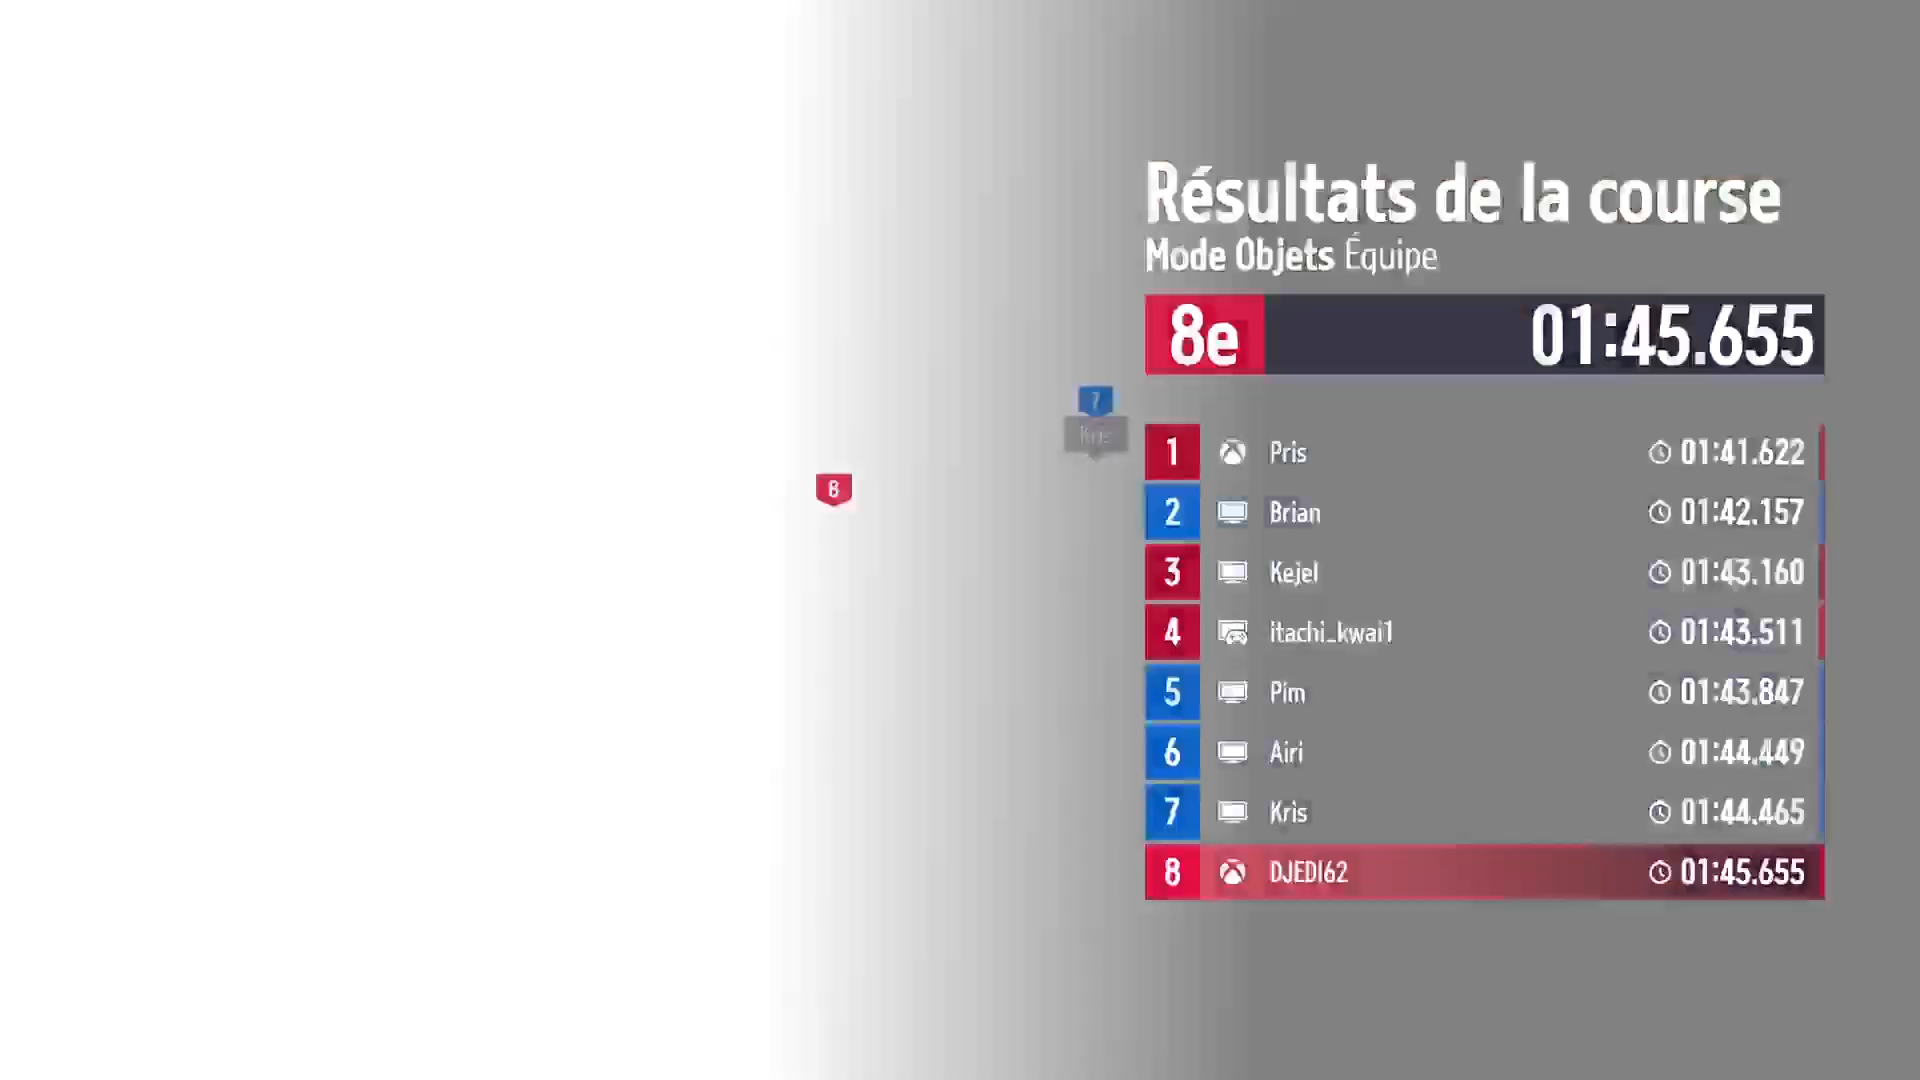 Résultats de la course
Mode Objets Équipe
8e 01:45.655
7
Kris
8
1 Pris 01:41.622
2 Brian 01:42.157
3 Kejel 01:43.160
4 itachi_kwai1 01:43.511
5 Pim 01:43.847
6 Airi 01:44.449
7 Kris 01:44.465
8 DJEDI62 01:45.655